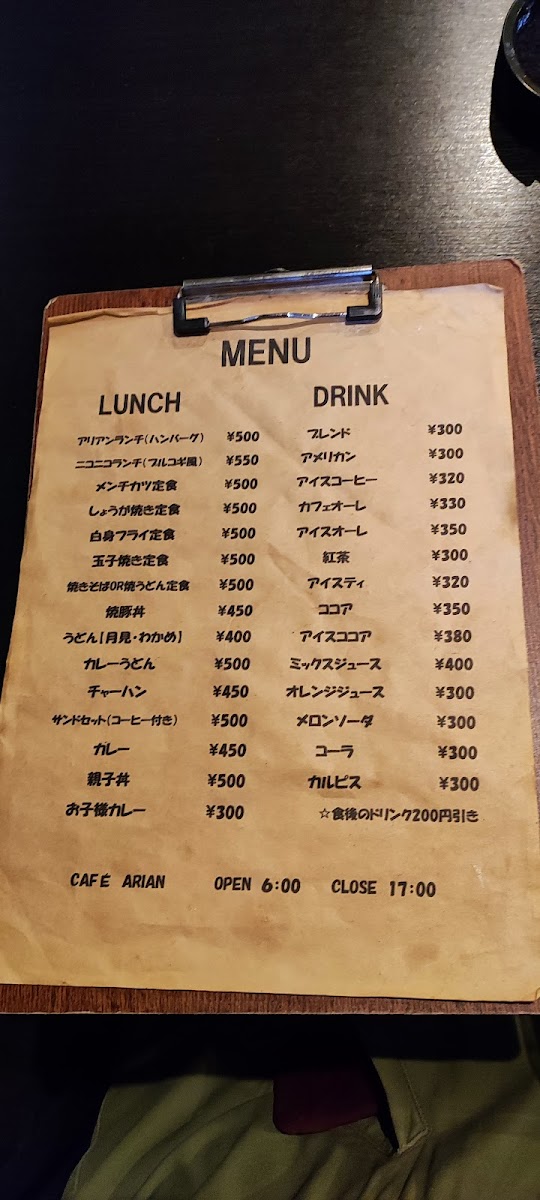 MENU
LUNCH
アリアンランチ(ハンバーグ) ¥500
ニコニコランチ(プルコギ風) ¥550
メンチカツ定食 ¥500
しょうが焼き定食 ¥500
白身フライ定食 ¥500
玉子焼き定食 ¥500
焼きそばOR焼うどん定食 ¥500
焼豚丼 ¥450
うどん【月見・わかめ】 ¥400
カレーうどん ¥500
チャーハン ¥450
サンドセット(コーヒー付き) ¥500
カレー ¥450
親子丼 ¥500
お子様カレー ¥300
DRINK
ブレンド ¥300
アメリカン ¥300
アイスコーヒー ¥320
カフェオーレ ¥330
アイスオーレ ¥350
紅茶 ¥300
アイスティ ¥320
ココア ¥350
アイスココア ¥380
ミックスジュース ¥400
オレンジジュース ¥300
メロンソーダ ¥300
コーラ ¥300
カルピス ¥300
☆食後のドリンク200円引き
CAFÉ ARIAN OPEN 6:00 CLOSE 17:00